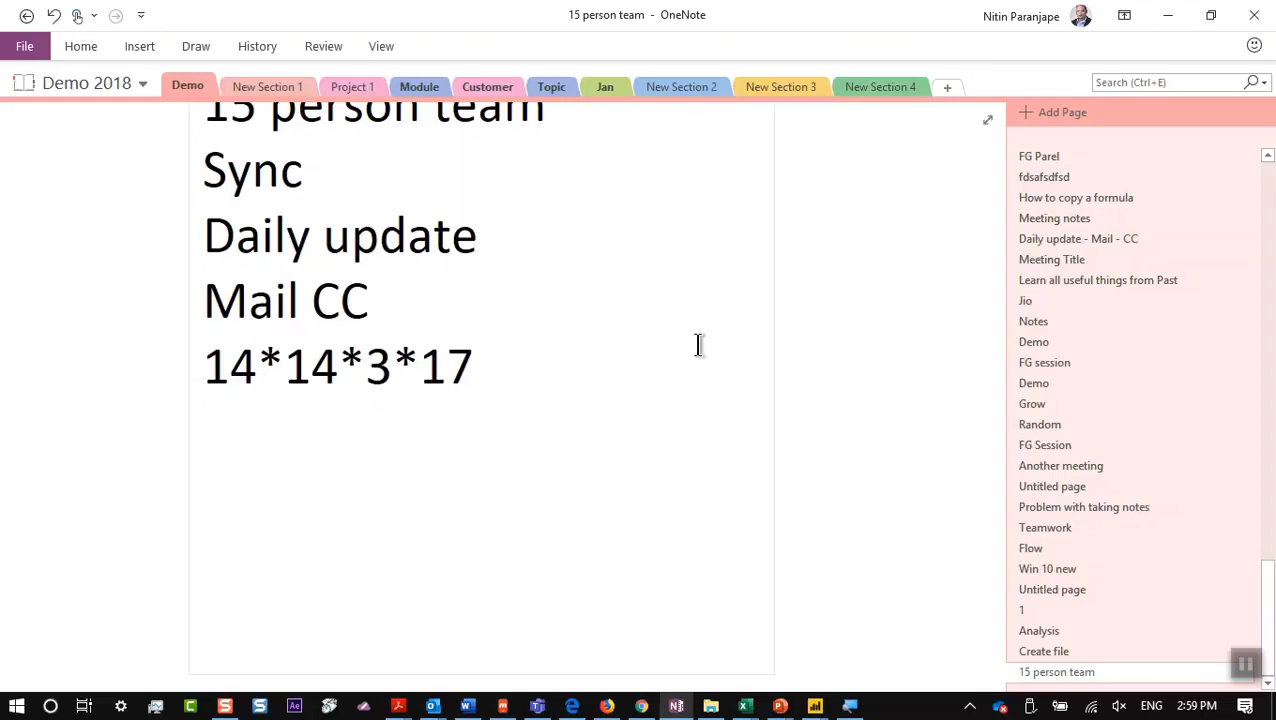 15 person team - OneNote
Nitin Paranjape
File Home Insert Draw History Review View
Demo 2018 Demo New Section 1 Project 1 Module Customer Topic Jan New Section 2 New Section 3 New Section 4 Search (Ctrl+E)
15 person team
Sync
Daily update
Mail CC
14*14*3*17
Add Page
FG Parel
fdsafsdfsd
How to copy a formula
Meeting notes
Daily update - Mail - CC
Meeting Title
Learn all useful things from Past
Jio
Notes
Demo
FG session
Demo
Grow
Random
FG Session
Another meeting
Untitled page
Problem with taking notes
Teamwork
Flow
Win 10 new
Untitled page
1
Analysis
Create file
15 person team
ENG 2:59 PM